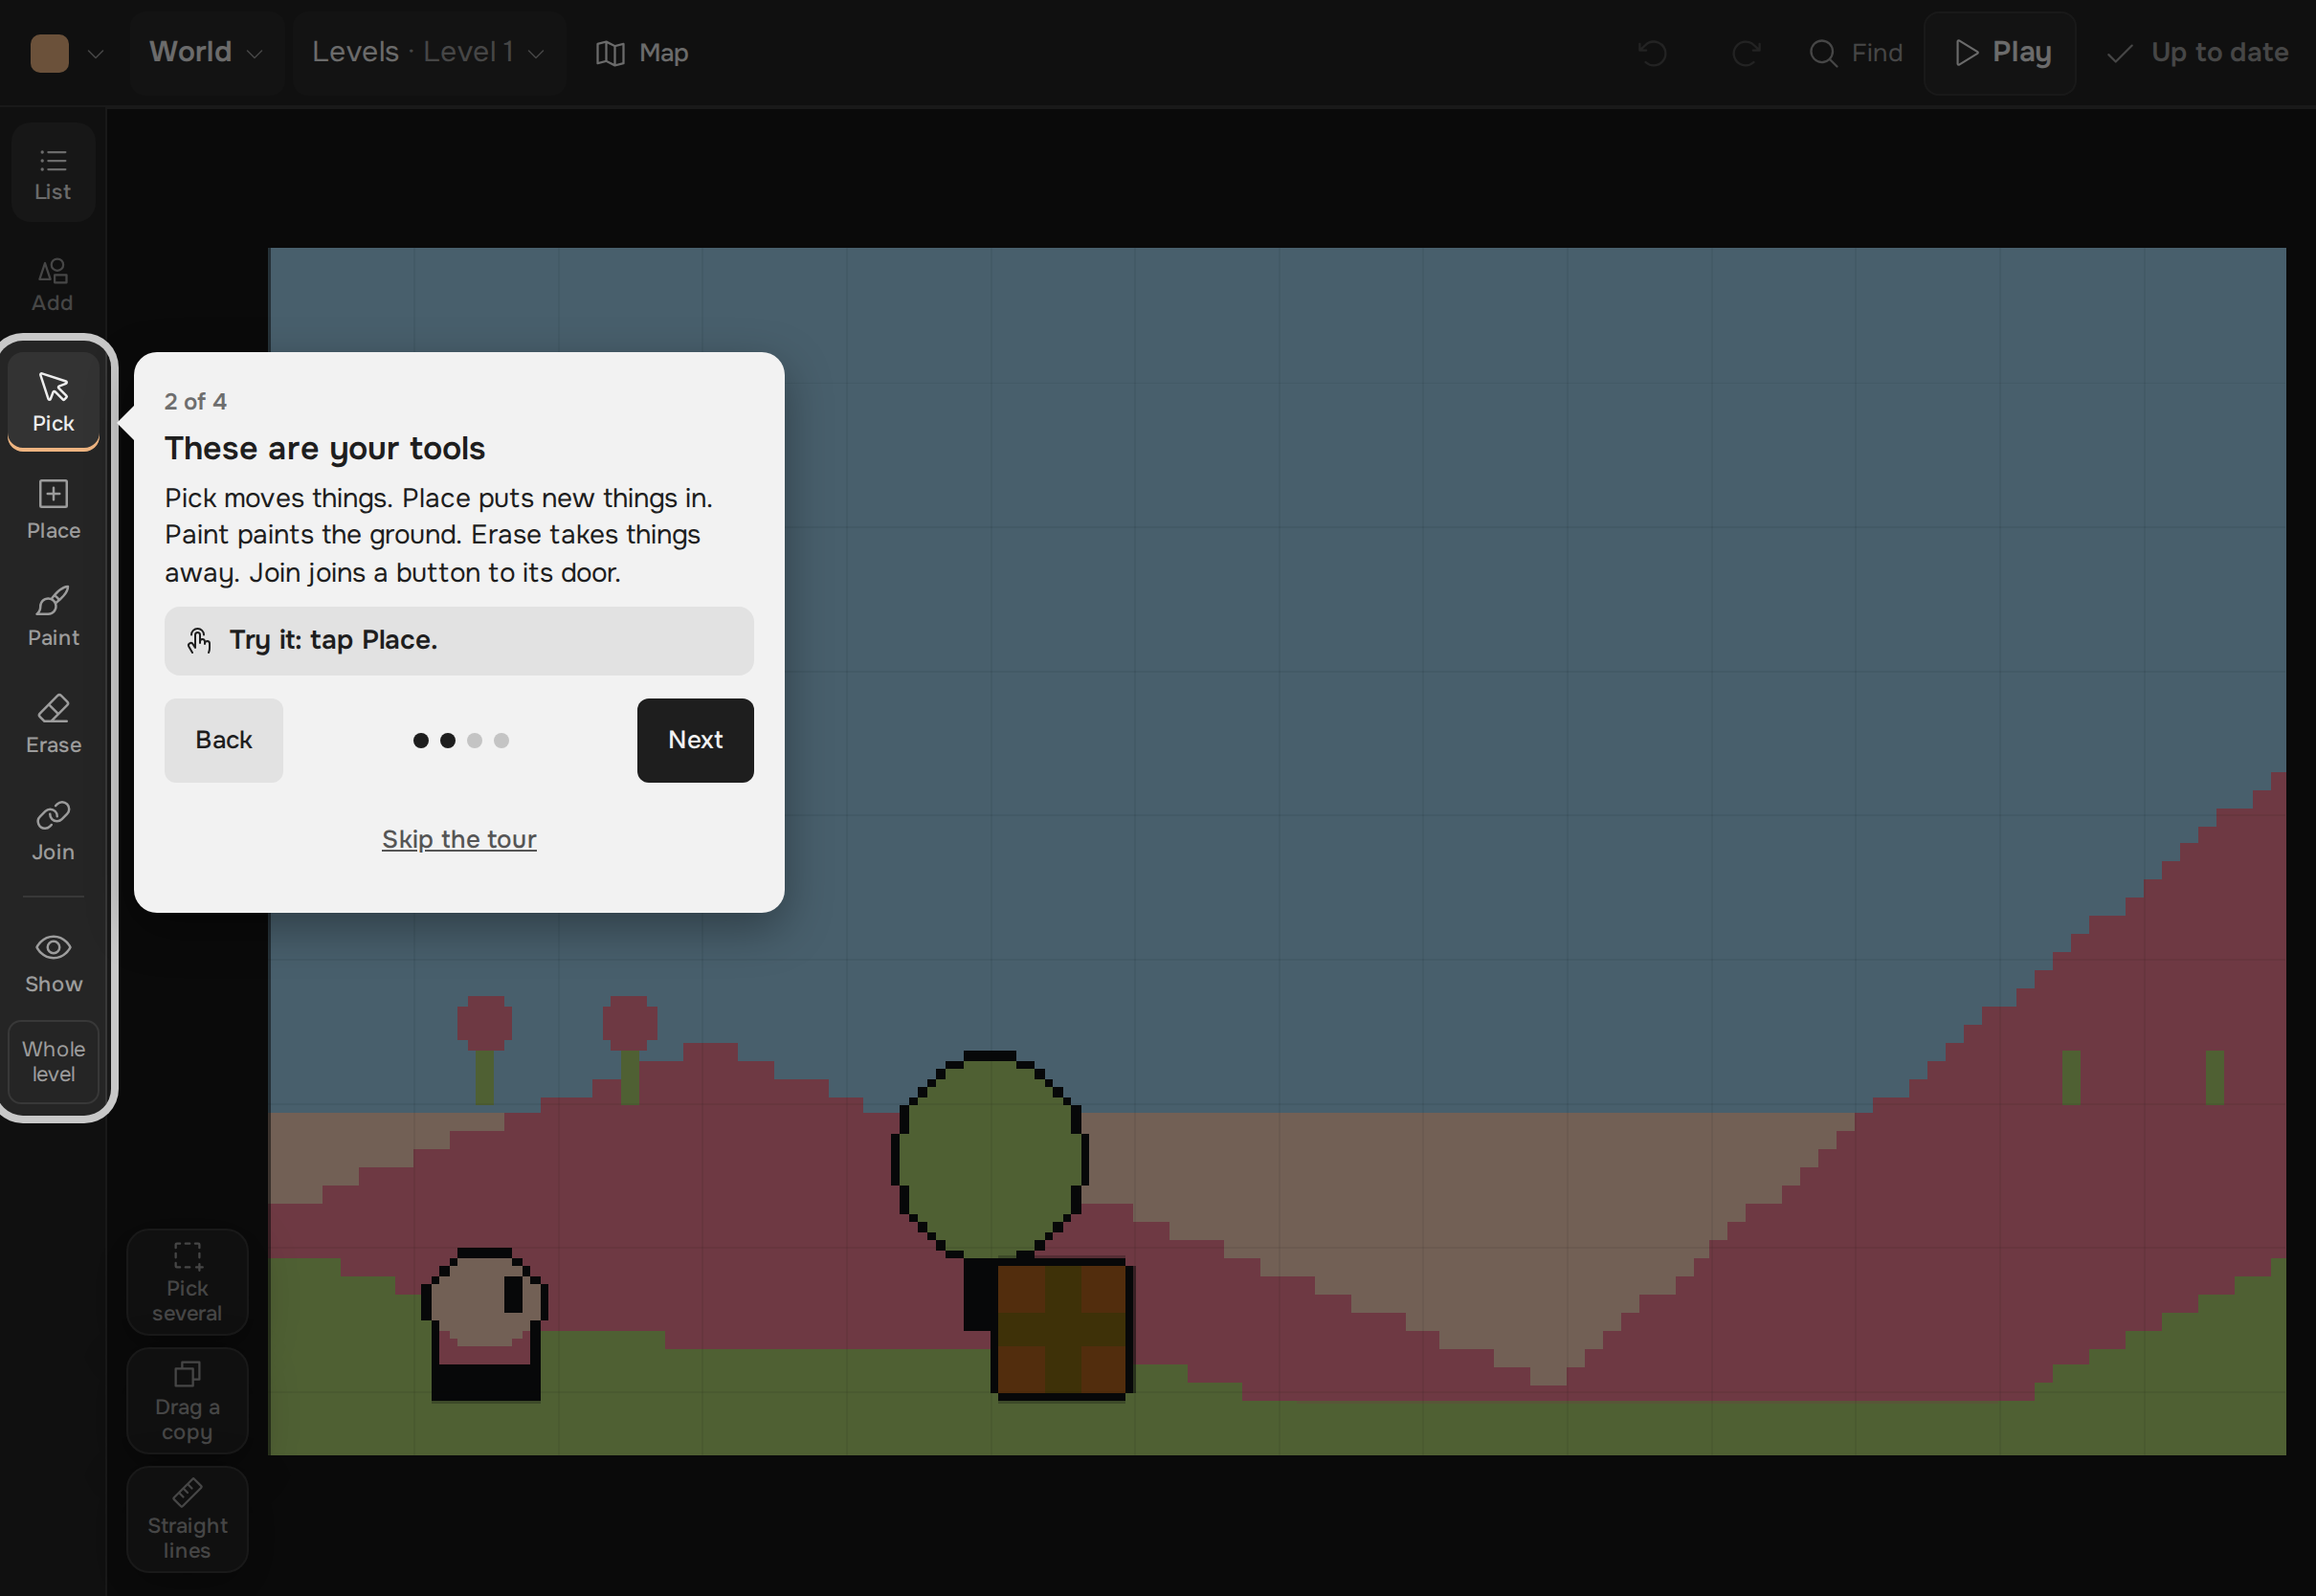 World
Levels · Level 1
Map
Find
Play
Up to date
List
Add
Pick
Place
Paint
Erase
Join
Show
Whole
level
2 of 4
These are your tools
Pick moves things. Place puts new things in.
Paint paints the ground. Erase takes things
away. Join joins a button to its door.
Try it: tap Place.
Back
Next
Skip the tour
Pick
several
Drag a
copy
Straight
lines